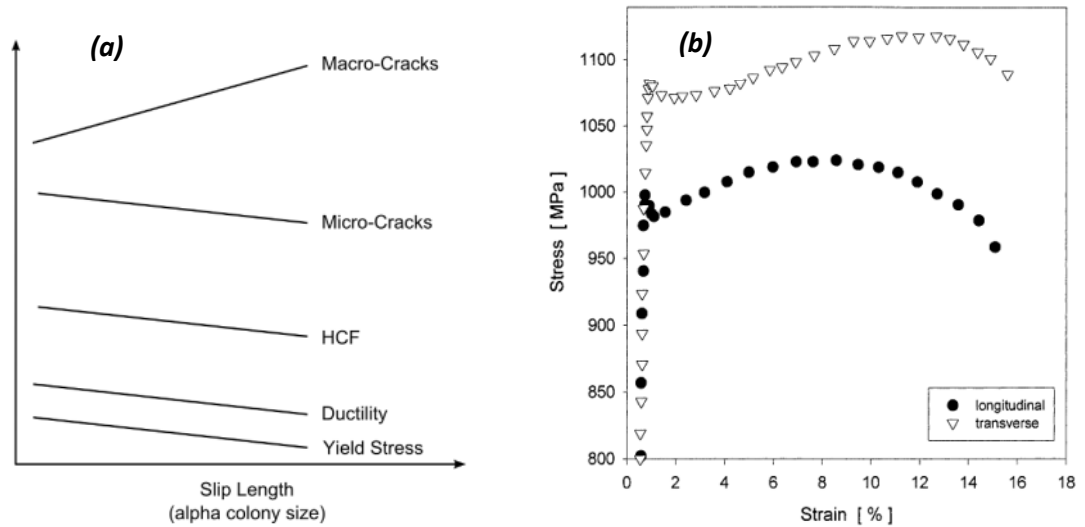 (a)
Macro-Cracks
Micro-Cracks
HCF
Ductility
Yield Stress
Slip Length
(alpha colony size)
(b)
Stress [ MPa]
1100
1050
1000
950
900
850
800
0 2 4 6 8 10 12 14 16 18
longitudinal
transverse
Strain [ % ]